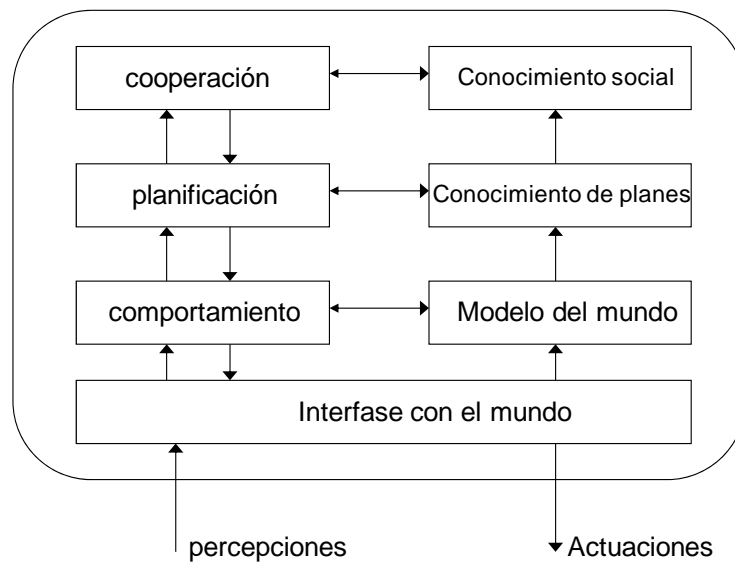 cooperación
Conocimiento social
planificación
Conocimiento de planes
comportamiento
Modelo del mundo
Interfase con el mundo
percepciones
Actuaciones